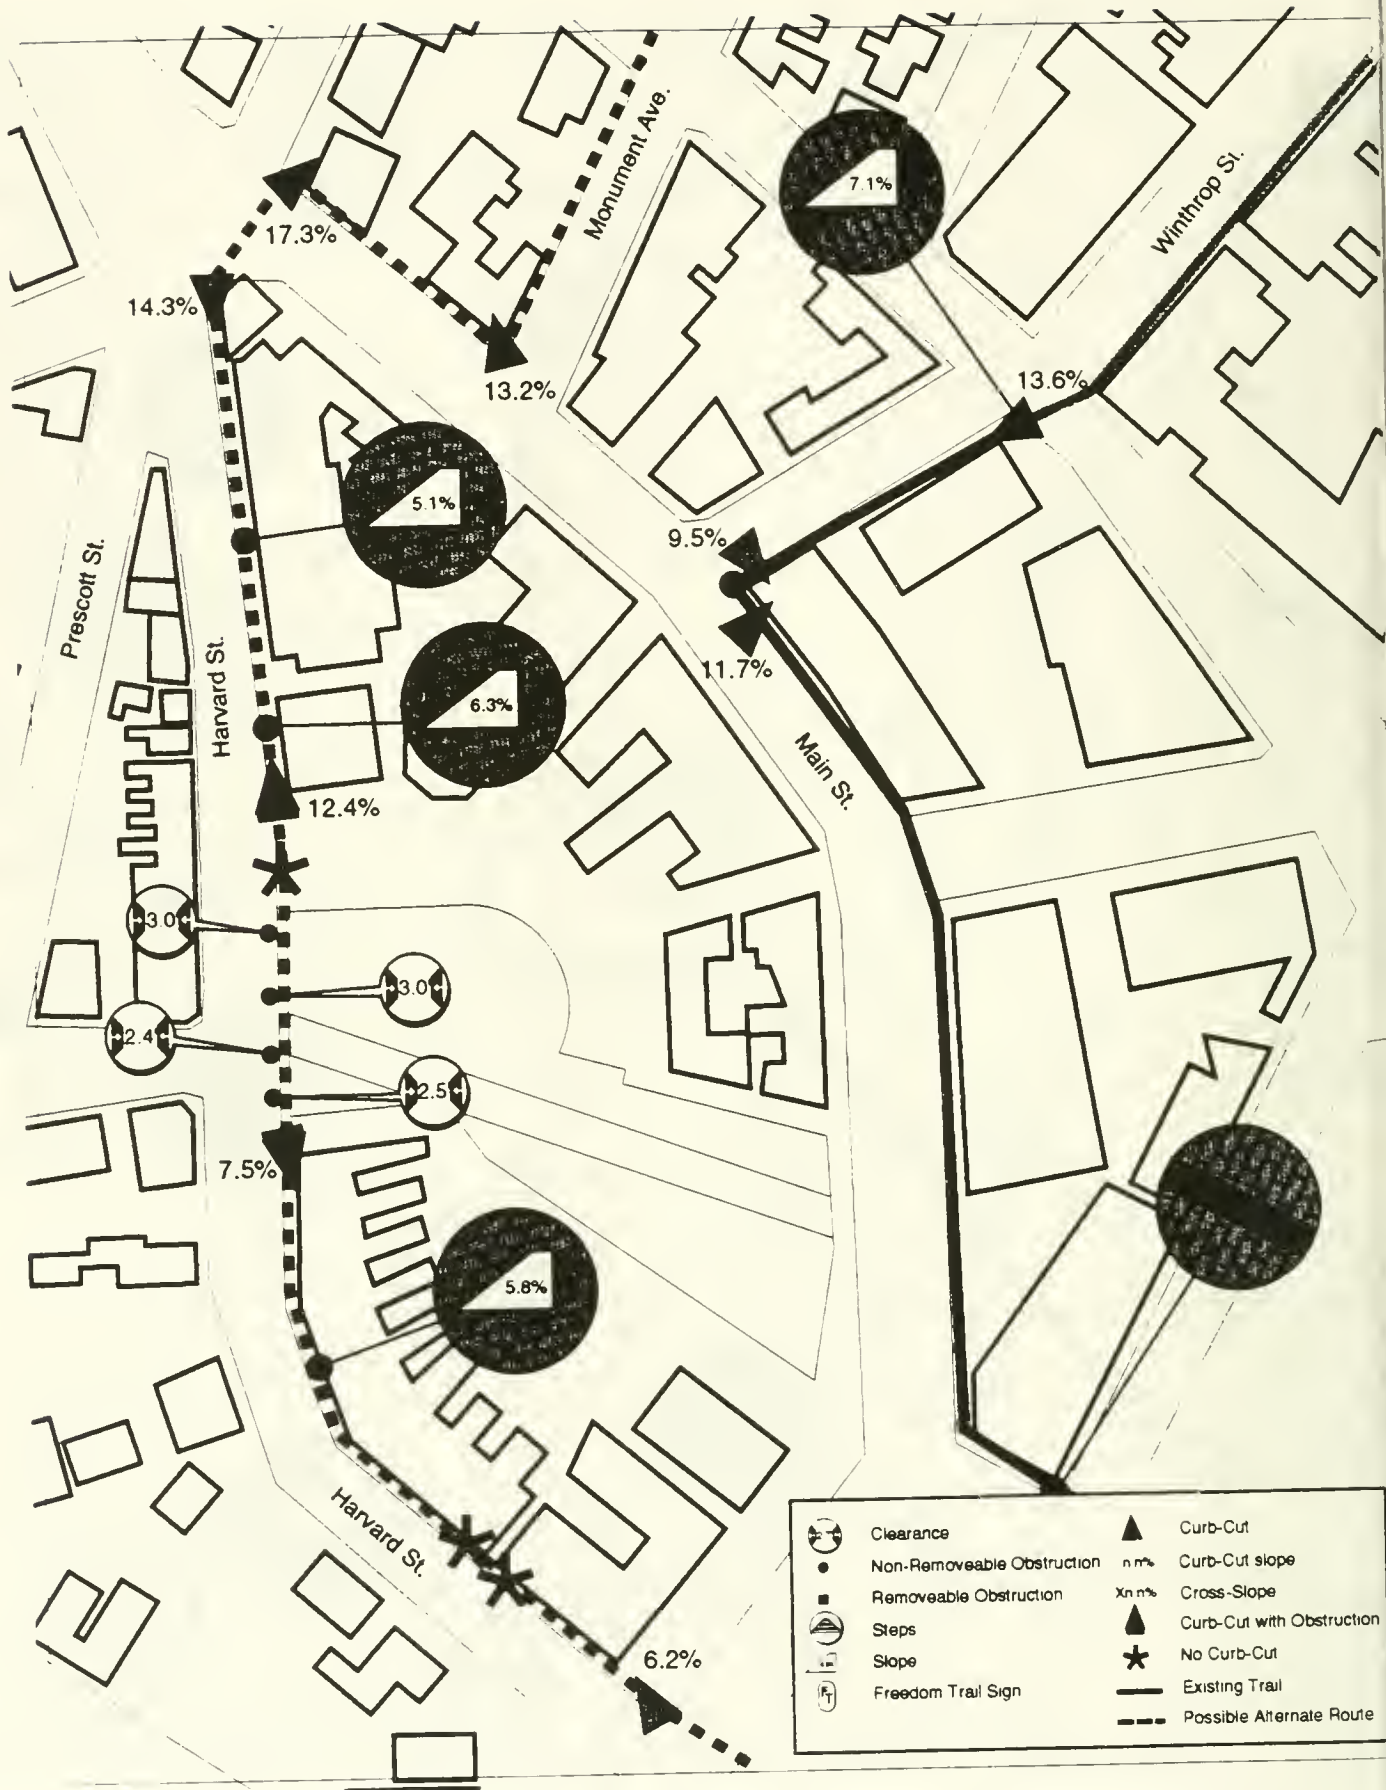 Monument Ave.
7.1%
Winthrop St.
17.3%
14.3%
13.2%
13.6%
5.1%
9.5%
Prescott St.
Harvard St.
11.7%
6.3%
Main St.
12.4%
3.0
3.0
2.4
2.5
7.5%
5.8%
Harvard St.
6.2%
Clearance
Non-Removeable Obstruction
Removeable Obstruction
Steps
Slope
FT Freedom Trail Sign
Curb-Cut
n n% Curb-Cut slope
Xn n% Cross-Slope
Curb-Cut with Obstruction
No Curb-Cut
Existing Trail
Possible Alternate Route